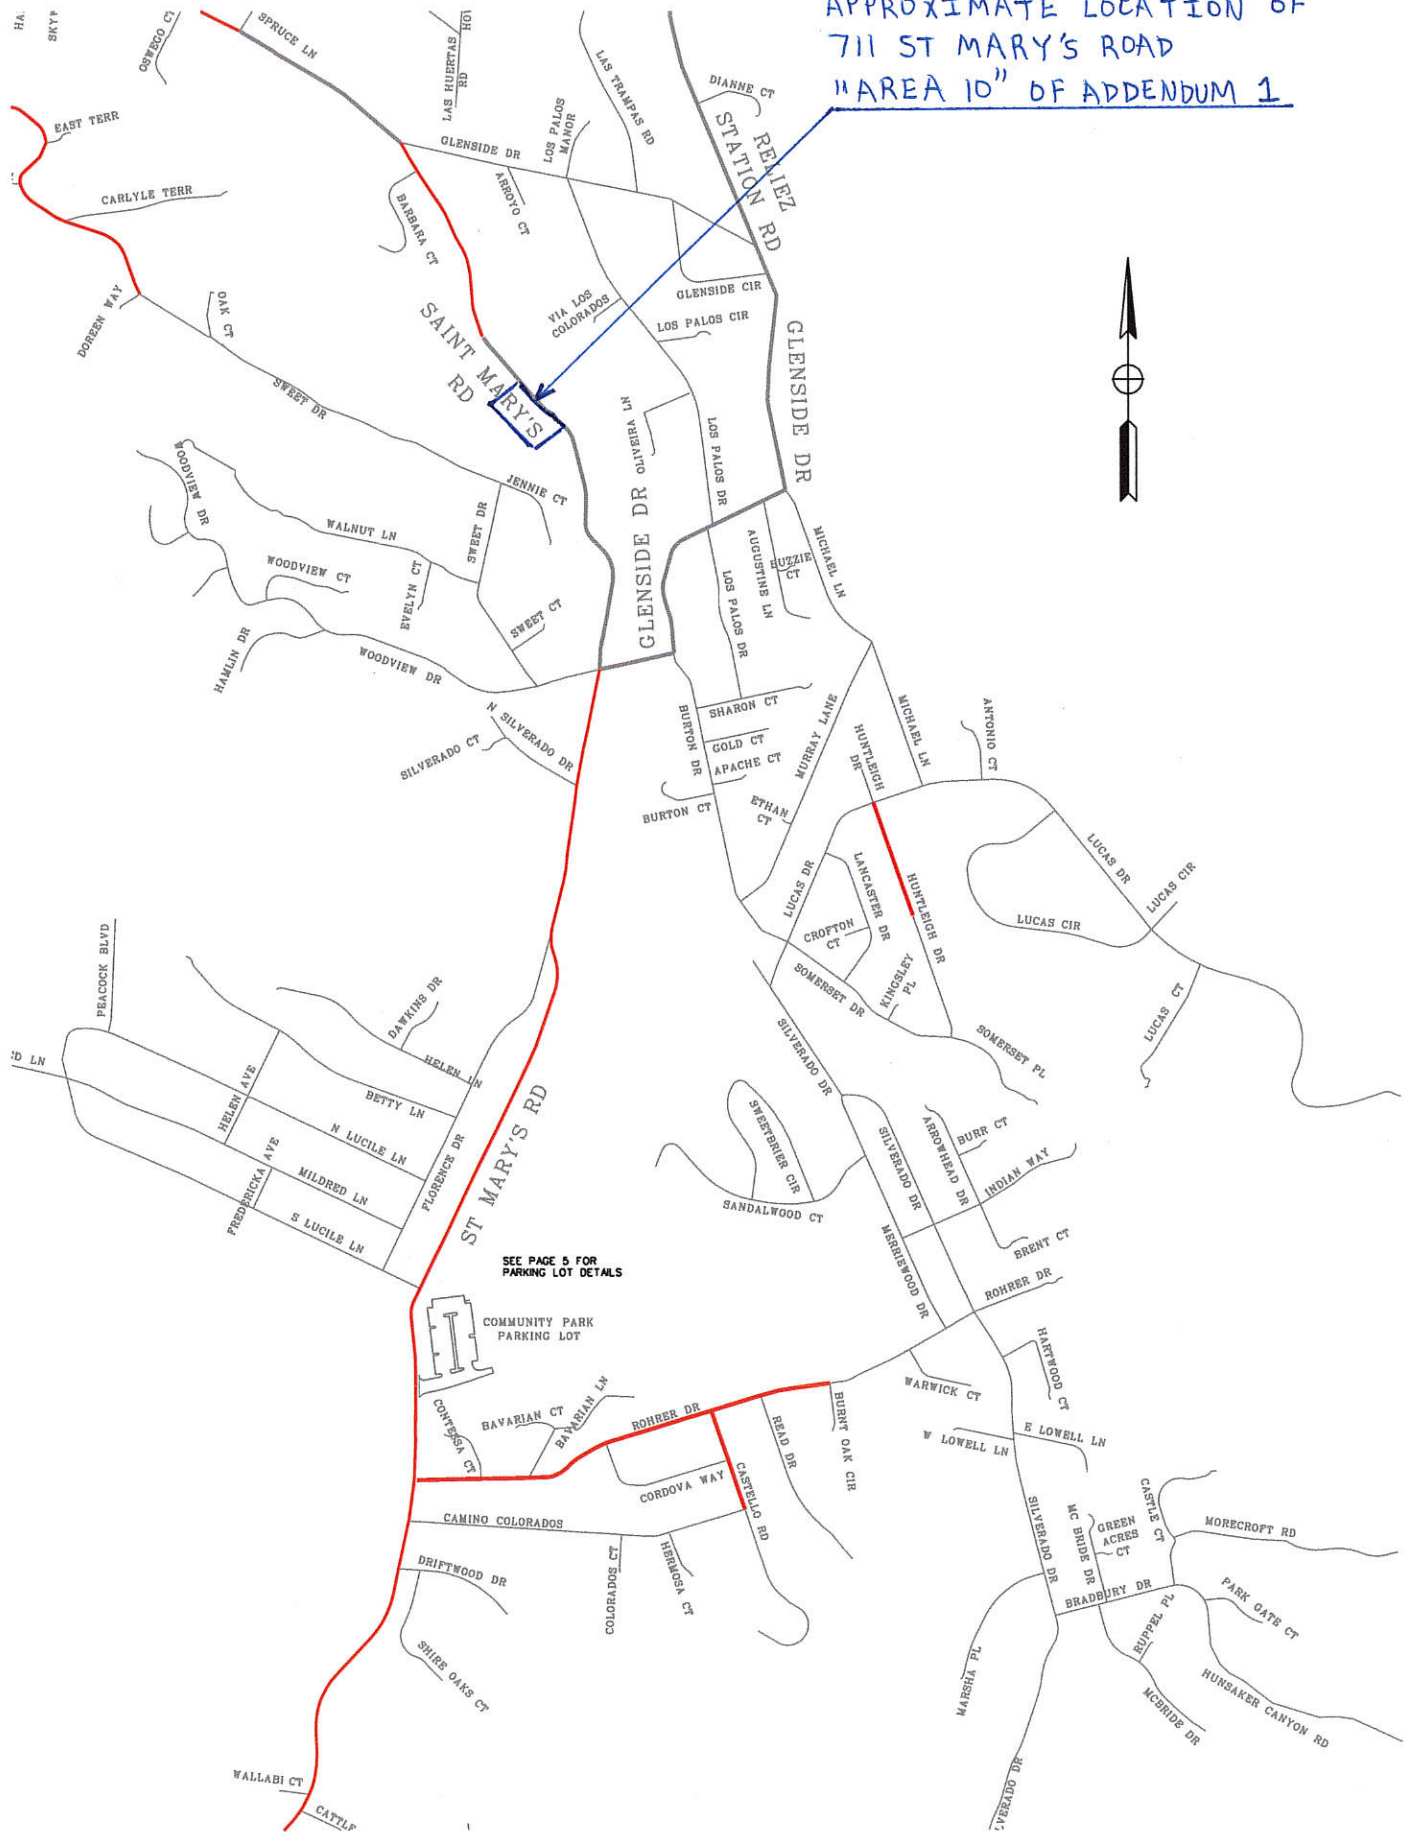 APPROXIMATE LOCATION OF
711 ST MARY'S ROAD
"AREA 10" OF ADDENDUM 1
OSWEGO CT
SPRUCE LN
LAS HUERTAS
RD
LAS TRAMPAS RD
DIANNE CT
EAST TERR
GLENSIDE DR
LOS PALOS
MANOR
RELIEZ
STATION RD
CARLYLE TERR
BARBARA CT
ARROYO CT
GLENSIDE CIR
DOREEN WAY
OAK CT
SAINT MARY'S
RD
VIA LOS
COLORADOS
LOS PALOS CIR
GLENSIDE DR
SWEET DR
OLIVEIRA LN
LOS PALOS DR
WOODVIEW DR
JENNIE CT
WALNUT LN
SWEET DR
GLENSIDE DR
AUGUSTINE LN
BUZZIE
CT
MICHAEL LN
WOODVIEW CT
EVELYN CT
SWEET CT
LOS PALOS DR
HAMLIN DR
WOODVIEW DR
N SILVERADO DR
SILVERADO CT
BURTON DR
SHARON CT
GOLD CT
APACHE CT
MURRAY LANE
MICHAEL LN
ANTONIO CT
HUNTLEIGH
DR
BURTON CT
ETHAN
CT
LUCAS DR
LANCASTER DR
HUNTLEIGH DR
LUCAS DR
LUCAS CIR
LUCAS CIR
CROFTON
CT
KINGSLEY
PL
SOMERSET DR
PEACOCK BLVD
DAWKINS DR
SILVERADO DR
SOMERSET PL
LUCAS CT
HELEN LN
HELEN AVE
BETTY LN
N LUCILE LN
ST MARY'S RD
SWEETBRIER CIR
SILVERADO DR
ARROWHEAD DR
BURR CT
INDIAN WAY
FREDERICKA AVE
MILDRED LN
FLORENCE DR
SANDALWOOD CT
MERRIEWOOD DR
BRENT CT
S LUCILE LN
SEE PAGE 5 FOR
PARKING LOT DETAILS
ROHRER DR
COMMUNITY PARK
PARKING LOT
HARTWOOD CT
WARWICK CT
CONTESSA CT
BAVARIAN CT
BAVARIAN LN
ROHRER DR
READ DR
BURNT OAK CIR
W LOWELL LN
E LOWELL LN
CORDOVA WAY
CASTELLO RD
CAMINO COLORADOS
COLORADOS CT
HERMOSA CT
SILVERADO DR
MC BRIDE DR
GREEN
ACRES
CT
CASTLE CT
MORECROFT RD
DRIFTWOOD DR
BRADBURY DR
PARK GATE CT
SHIRE OAKS CT
MARSHA PL
RUPPEL PL
MCBRIDE DR
HUNSAKER CANYON RD
WALLABI CT
CATTLE
VERADO DR